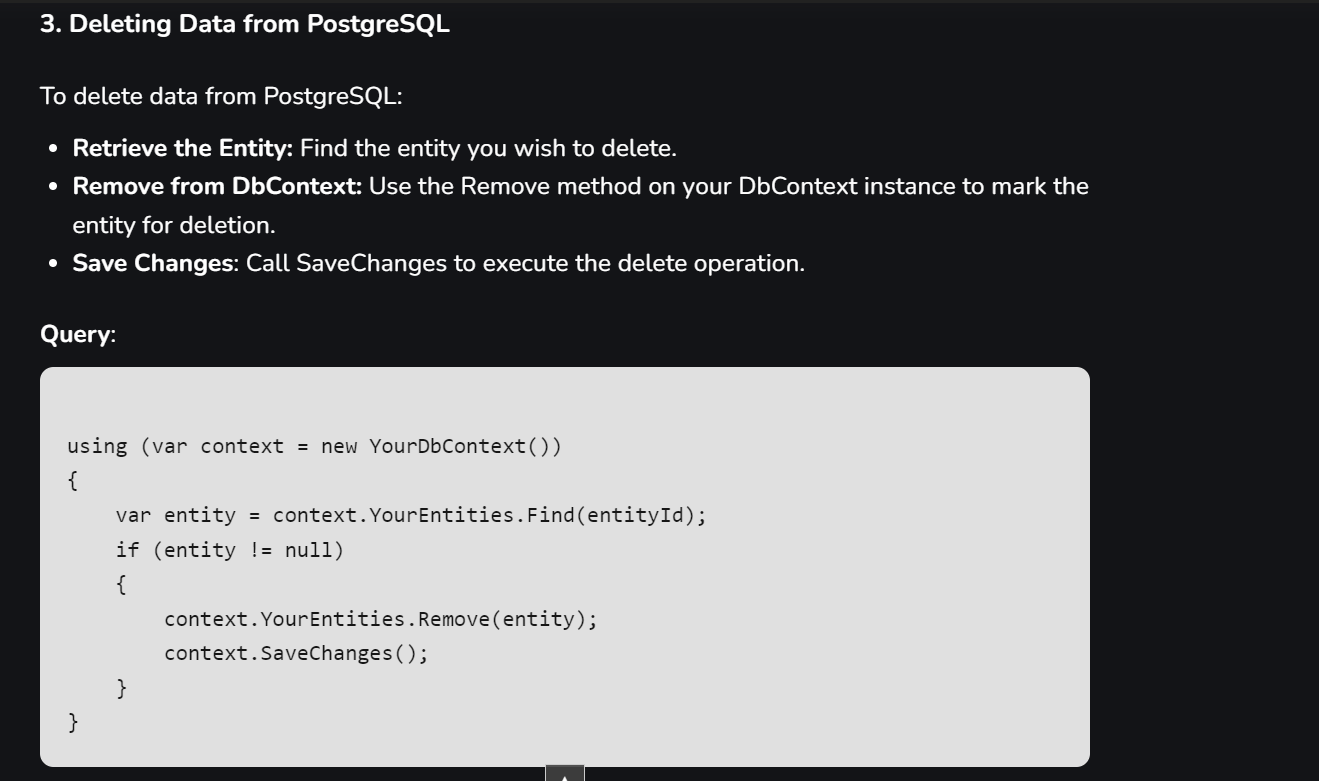 3. Deleting Data from PostgreSQL
To delete data from PostgreSQL:
• Retrieve the Entity: Find the entity you wish to delete.
• Remove from DbContext: Use the Remove method on your DbContext instance to mark the
entity for deletion.
• Save Changes: Call SaveChanges to execute the delete operation.
Query:
using (var context = new YourDbContext())
{
    var entity = context.YourEntities.Find(entityId);
    if (entity != null)
    {
        context.YourEntities.Remove(entity);
        context.SaveChanges();
    }
}